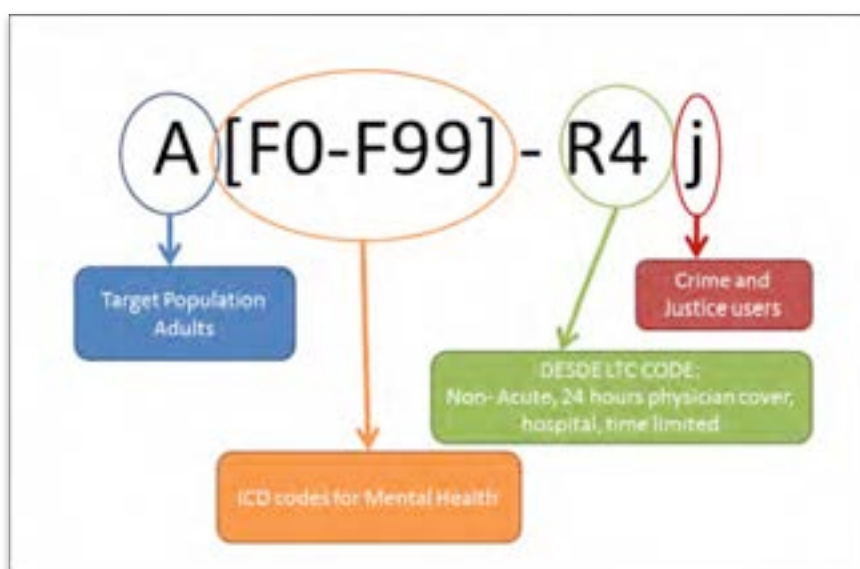 A [F0-F99] - R4 j
Target Population
Adults
Crime and
Justice users
DESDE LTC CODE:
Non- Acute, 24 hours physician cover,
hospital, time limited
ICD codes for Mental Health